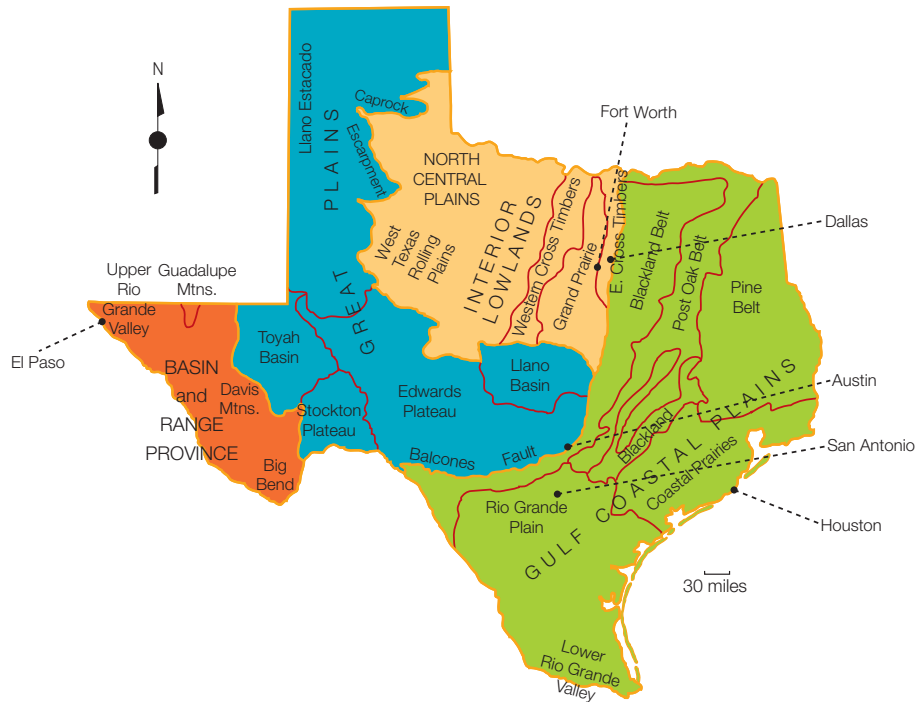 N
Llano Estacado
GREAT PLAINS
Caprock
Escarpment
NORTH
CENTRAL
PLAINS
West
Texas
Rolling
Plains
INTERIOR
LOWLANDS
Western Cross Timbers
Grand Prairie
Fort Worth
E. Cross Timbers
Dallas
Blackland Belt
Post Oak Belt
Pine
Belt
Upper
Rio
Grande
Valley
Guadalupe
Mtns.
El Paso
BASIN
and
RANGE
PROVINCE
Davis
Mtns.
Big
Bend
Toyah
Basin
Stockton
Plateau
Edwards
Plateau
Llano
Basin
Balcones Fault
Austin
San Antonio
Houston
Blackland
Coastal Prairies
GULF COASTAL PLAINS
Rio Grande
Plain
30 miles
Lower
Rio Grande
Valley